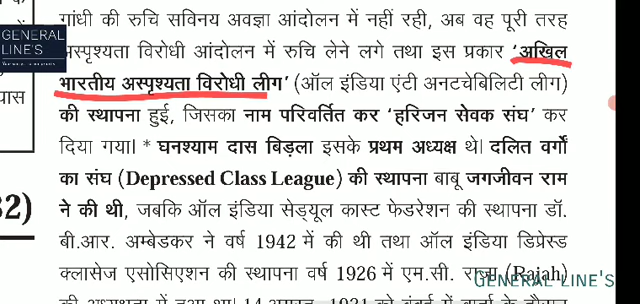 गांधी की रुचि सविनय अवज्ञा आंदोलन में नहीं रही, अब वह पूरी तरह
GENERAL
LINE'S
अस्पृश्यता विरोधी आंदोलन में रुचि लेने लगे तथा इस प्रकार 'अखिल
भारतीय अस्पृश्यता विरोधी लीग' (ऑल इंडिया एंटी अनटचेबिलिटी लीग)
की स्थापना हुई, जिसका नाम परिवर्तित कर 'हरिजन सेवक संघ' कर
दिया गया। * घनश्याम दास बिड़ला इसके प्रथम अध्यक्ष थे। दलित वर्गों
का संघ (Depressed Class League) की स्थापना बाबू जगजीवन राम
ने की थी, जबकि ऑल इंडिया सेड्यूल कास्ट फेडरेशन की स्थापना डॉ.
बी.आर. अम्बेडकर ने वर्ष 1942 में की थी तथा ऑल इंडिया डिप्रेस्ड
क्लासेज एसोसिएशन की स्थापना वर्ष 1926 में एम.सी. राजा (Rajah)
GENERAL LINE'S
32)